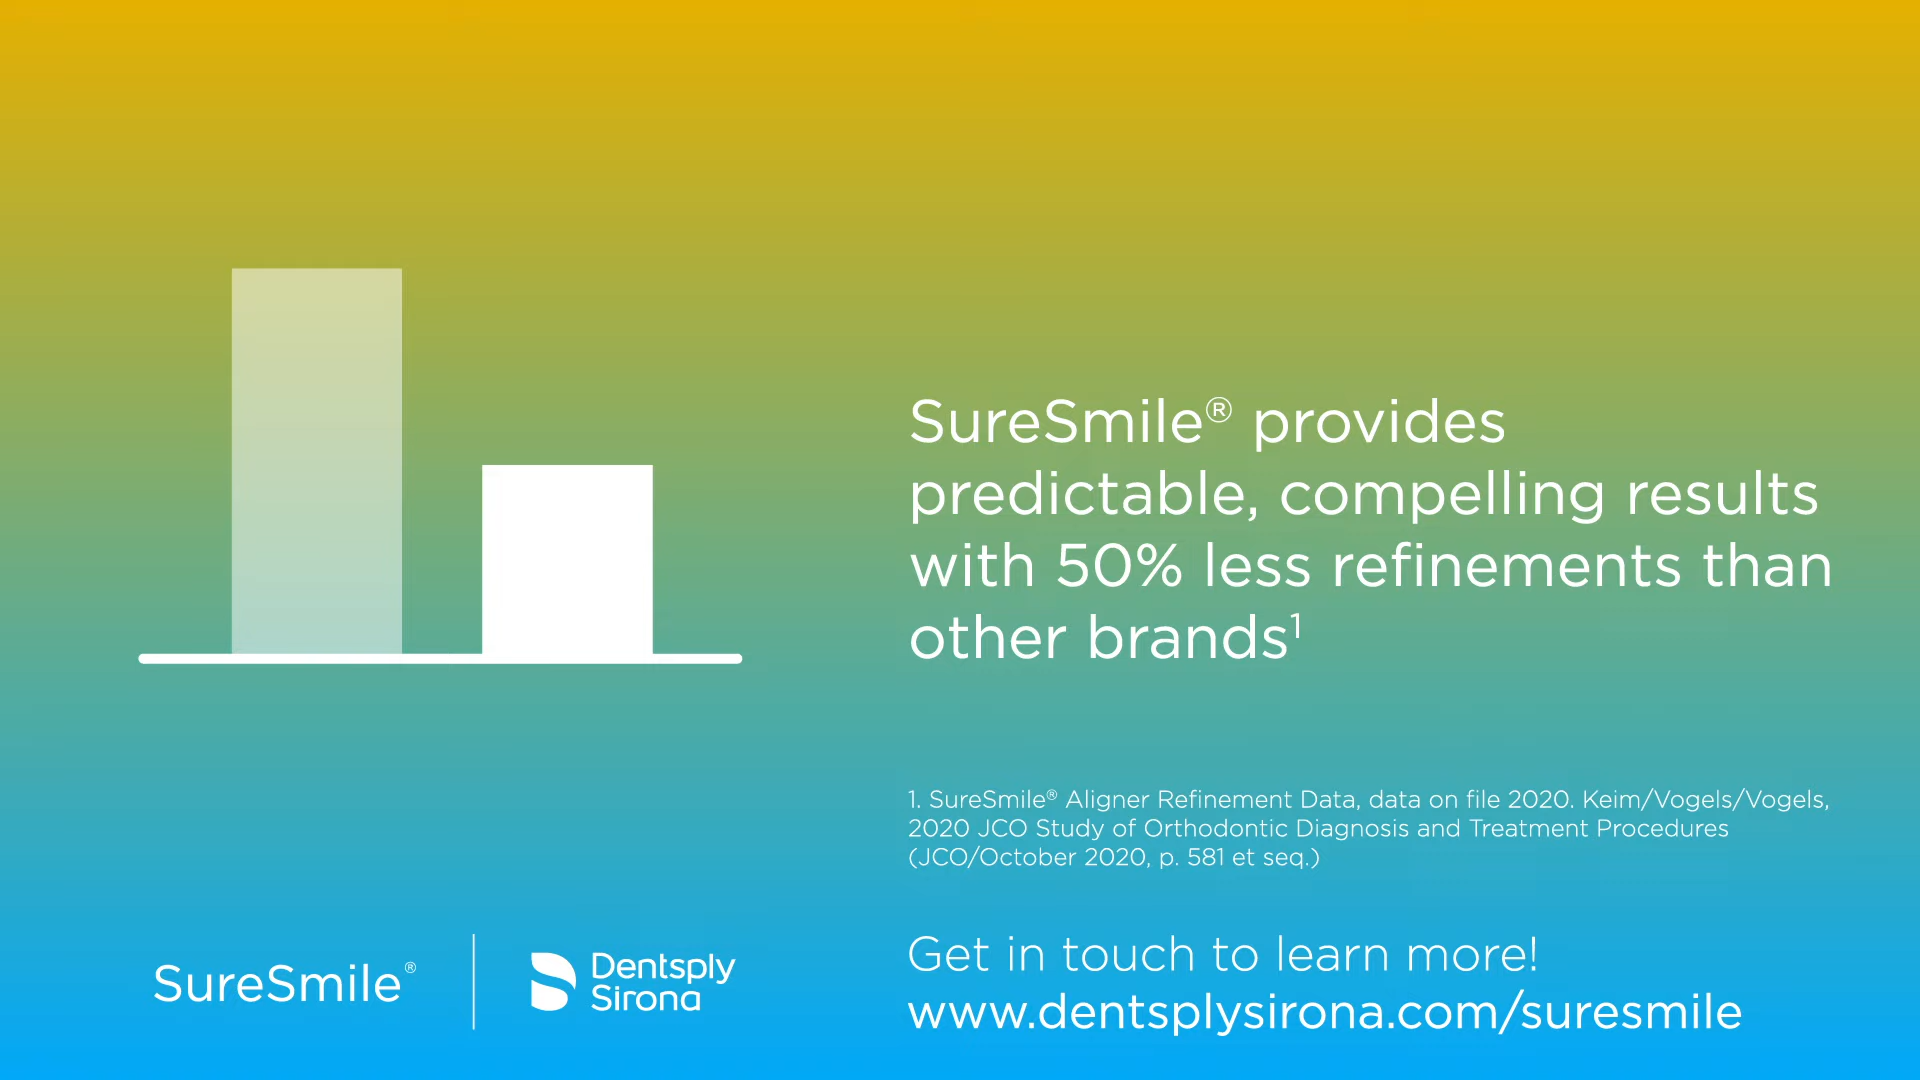 SureSmile® provides
predictable, compelling results
with 50% less refinements than
other brands¹
1. SureSmile® Aligner Refinement Data, data on file 2020. Keim/Vogels/Vogels,
2020 JCO Study of Orthodontic Diagnosis and Treatment Procedures
(JCO/October 2020, p. 581 et seq.)
SureSmile®
Dentsply
Sirona
Get in touch to learn more!
www.dentsplysirona.com/suresmile